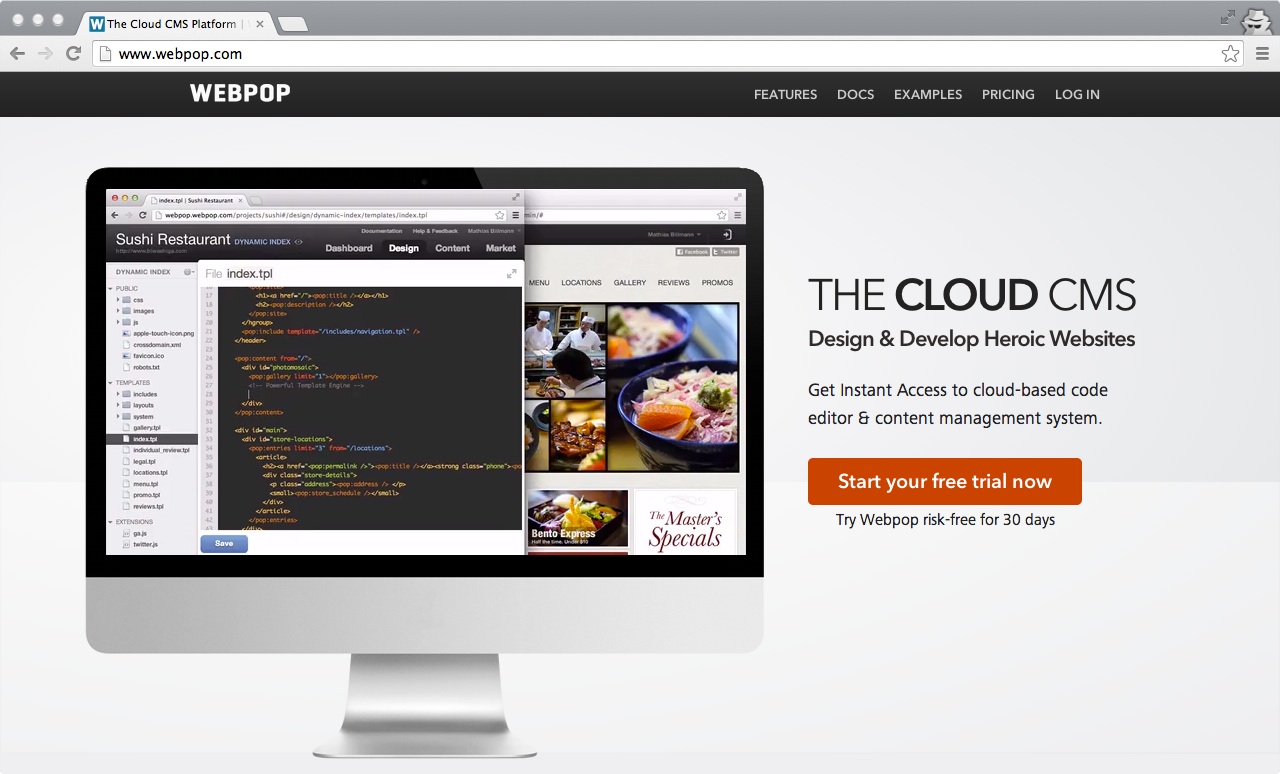 The Cloud CMS Platform |
www.webpop.com
WEBPOP
FEATURES DOCS EXAMPLES PRICING LOG IN
index.tpl | Sushi Restaurant
webpop.webpop.com/projects/sushi#/design/dynamic-index/templates/index.tpl
min/#
Documentation Help & Feedback Mathias Biilmann
Sushi Restaurant DYNAMIC INDEX
Dashboard Design Content Market
Mathias Biilmann
Facebook Twitter
MENU LOCATIONS GALLERY REVIEWS PROMOS
DYNAMIC INDEX
PUBLIC
css
images
js
apple-touch-icon.png
crossdomain.xml
favicon.ico
robots.txt
TEMPLATES
includes
layouts
system
gallery.tpl
index.tpl
individual_review.tpl
legal.tpl
locations.tpl
menu.tpl
promo.tpl
reviews.tpl
EXTENSIONS
ga.js
twitter.js
File index.tpl
17 <h1><a href="/"><pop:title /></a></h1>
18 <h2><pop:description /></h2>
19 </pop:site>
20 </hgroup>
21 <pop:include template="/includes/navigation.tpl" />
22 </header>
23
24 <pop:content from="/">
25 <div id="photomosaic">
26 <pop:gallery limit="1"></pop:gallery>
27 <!-- Powerful Template Engine -->
28
29 </div>
30 </pop:content>
31
32 <div id="main">
33 <div id="store-locations">
34 <pop:entries limit="3" from="/locations">
35 <article>
36 <h2><a href="<pop:permalink />"><pop:title /></a><strong class="phone"><po
37 <div class="store-details">
38 <p class="address"><pop:address /> </p>
39 <small><pop:store_schedule /></small>
40 </div>
41 </article>
42 </pop:entries>
43 </div>
Save
Bento Express
Half the time. Under $10
The Master's
Specials
THE CLOUD CMS
Design & Develop Heroic Websites
Get Instant Access to cloud-based code
editor & content management system.
Start your free trial now
Try Webpop risk-free for 30 days